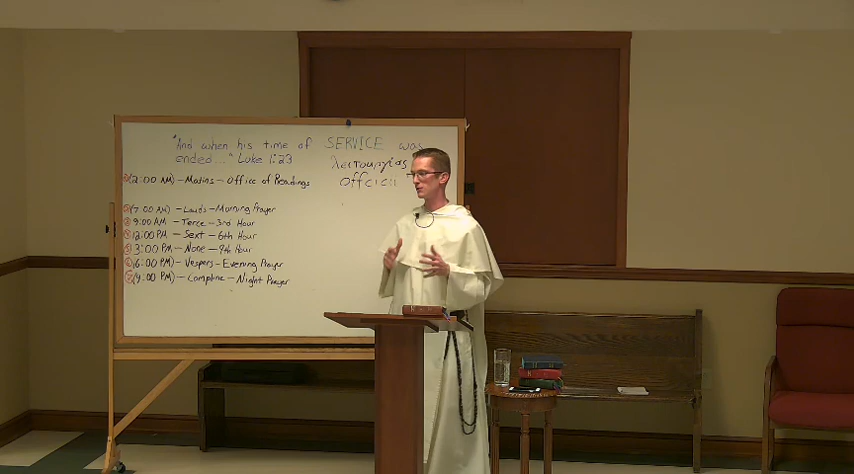 "And when his time of SERVICE was
ended..." Luke 1:23
λειτουργίας
officii
(2:00 AM) - Matins - Office of Readings
(7:00 AM) - Lauds - Morning Prayer
9:00 AM - Terce - 3rd Hour
12:00 PM - Sext - 6th Hour
3:00 PM - None - 9th Hour
(6:00 PM) - Vespers - Evening Prayer
(9:00 PM) - Compline - Night Prayer